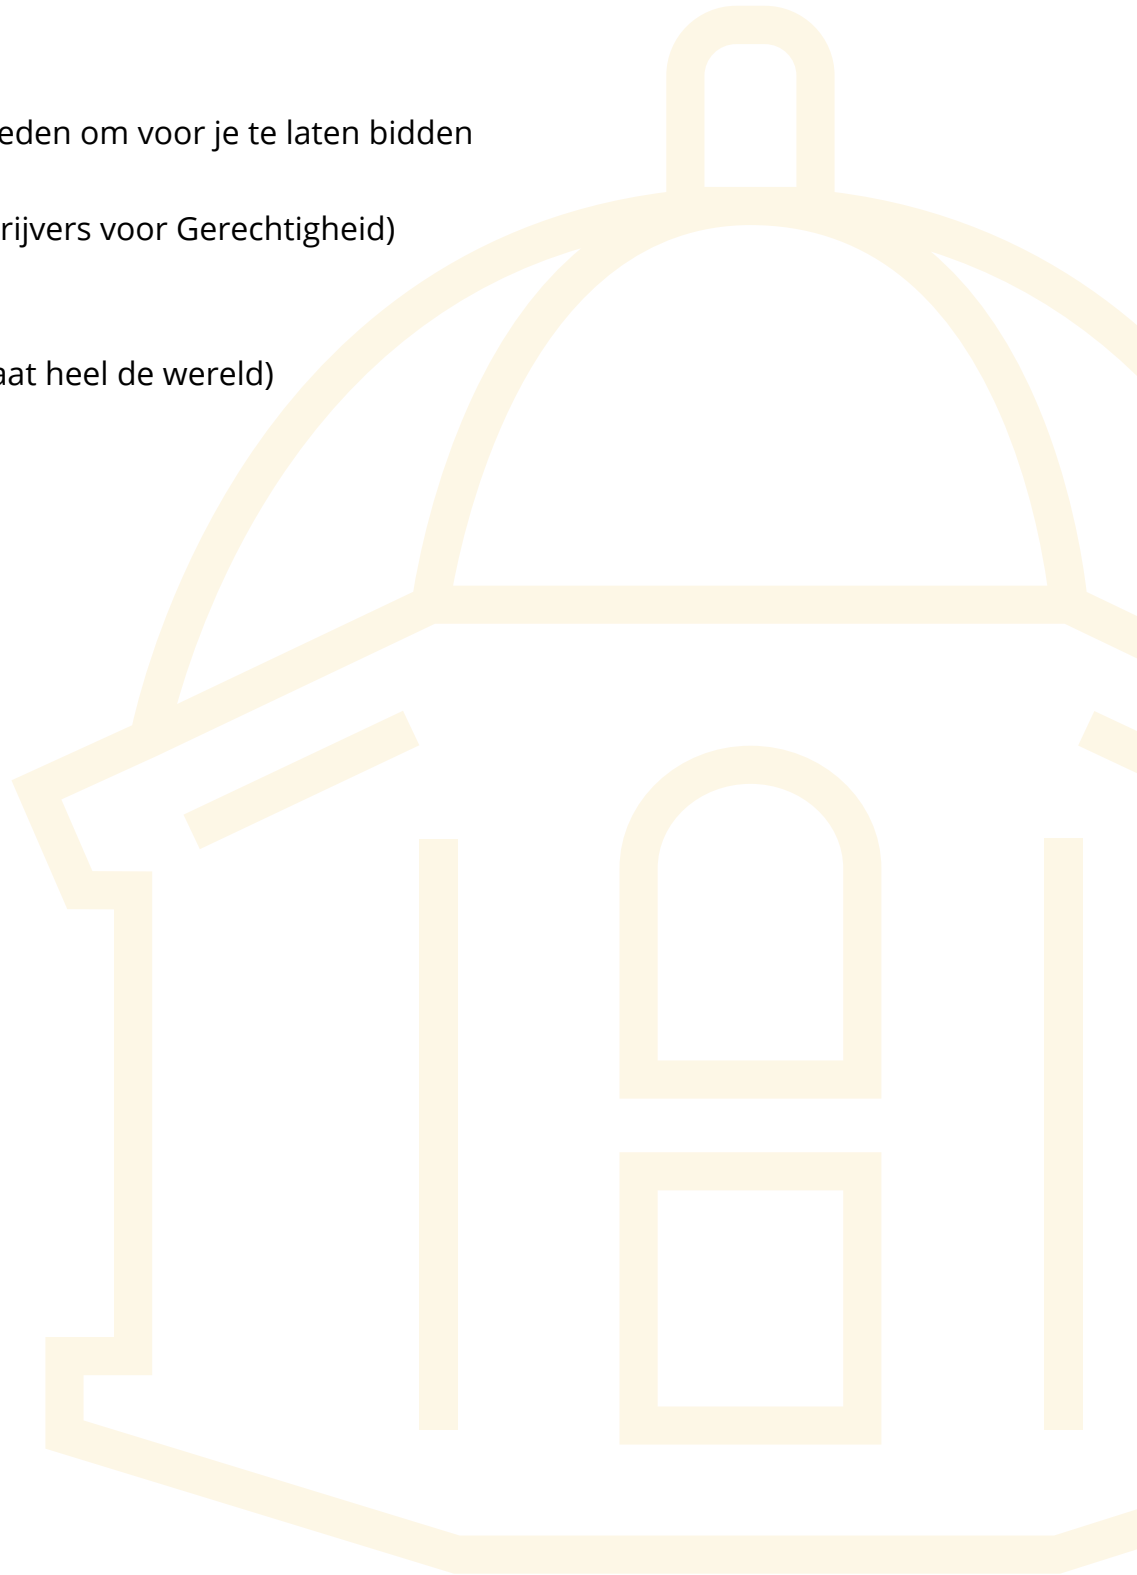 eden om voor je te laten bidden
rijvers voor Gerechtigheid)
aat heel de wereld)